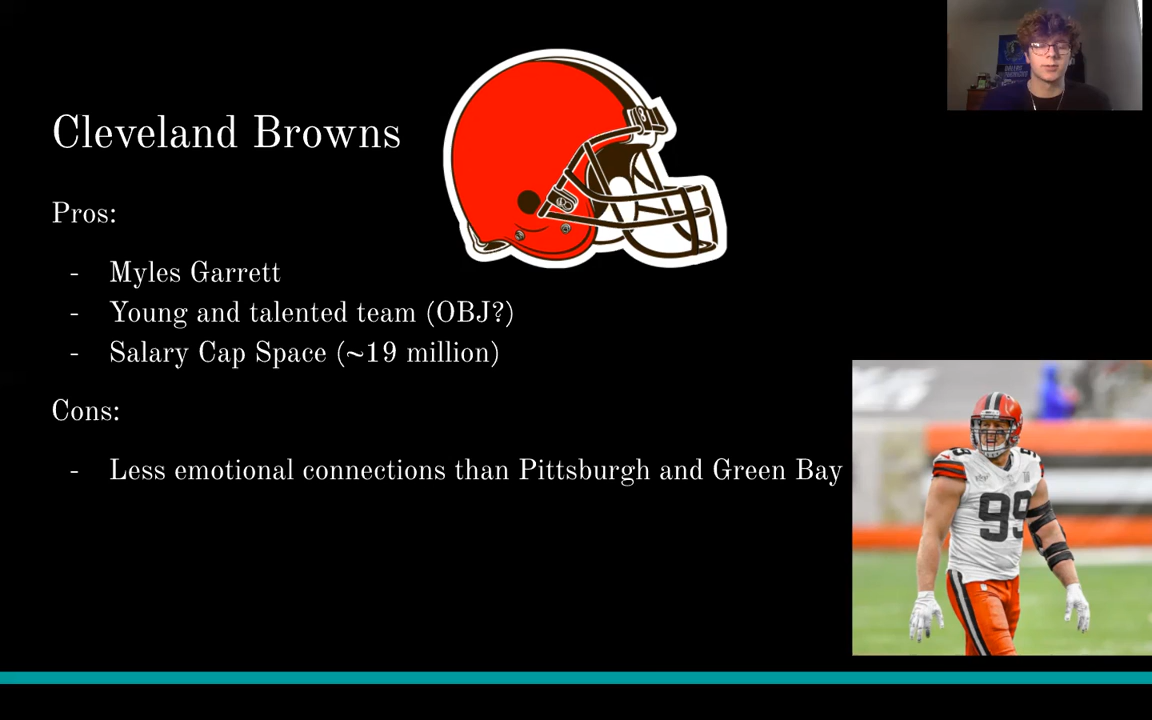 Cleveland Browns
Pros:
- Myles Garrett
- Young and talented team (OBJ?)
- Salary Cap Space (~19 million)
Cons:
- Less emotional connections than Pittsburgh and Green Bay
99